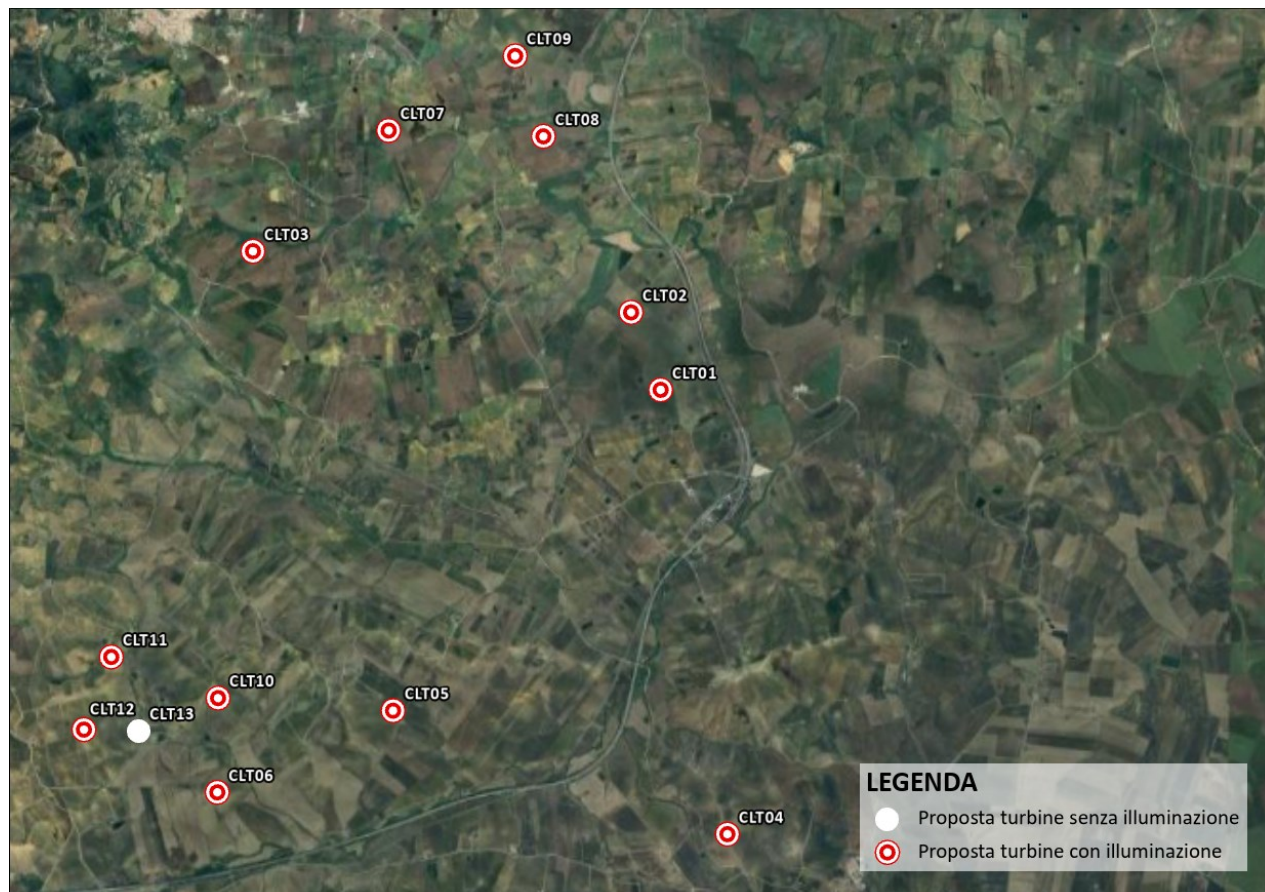 CLT09
CLT07
CLT08
CLT03
CLT02
CLT01
CLT11
CLT10
CLT05
CLT12
CLT13
CLT06
CLT04
LEGENDA
Proposta turbine senza illuminazione
Proposta turbine con illuminazione